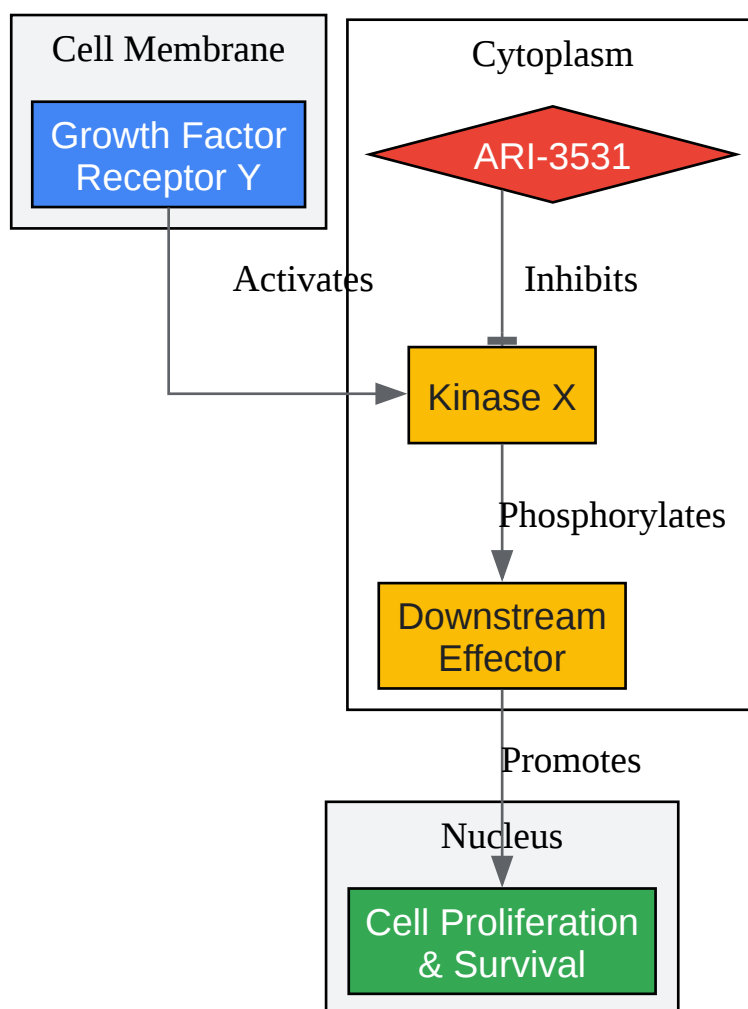 Cell Membrane
Growth Factor
Receptor Y
Cytoplasm
ARI-3531
Activates
Inhibits
Kinase X
Phosphorylates
Downstream
Effector
Promotes
Nucleus
Cell Proliferation
& Survival